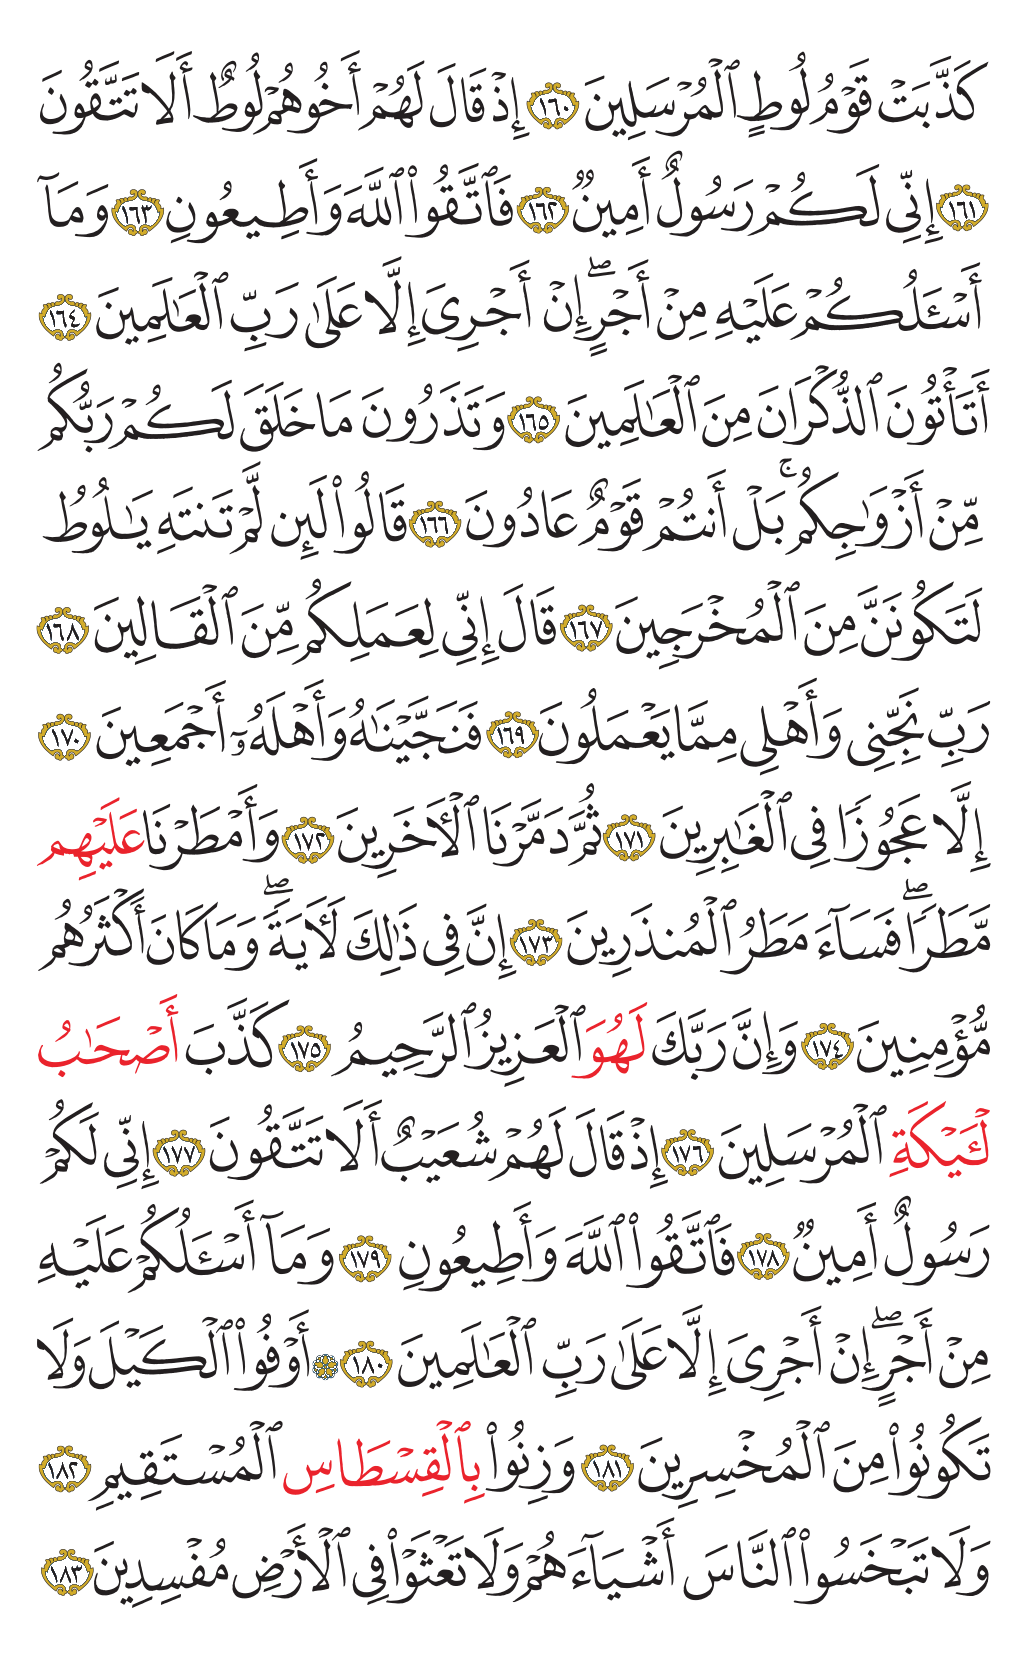 كَذَّبَتْ قَوْمُ لُوطٍ ٱلْمُرْسَلِينَ ١٦٠ إِذْ قَالَ لَهُمْ أَخُوهُمْ لُوطٌ أَلَا تَتَّقُونَ
١٦١ إِنِّى لَكُمْ رَسُولٌ أَمِينٌ ١٦٢ فَٱتَّقُوا۟ ٱللَّهَ وَأَطِيعُونِ ١٦٣ وَمَآ
أَسْـَٔلُكُمْ عَلَيْهِ مِنْ أَجْرٍ ۖ إِنْ أَجْرِىَ إِلَّا عَلَىٰ رَبِّ ٱلْعَـٰلَمِينَ ١٦٤
أَتَأْتُونَ ٱلذُّكْرَانَ مِنَ ٱلْعَـٰلَمِينَ ١٦٥ وَتَذَرُونَ مَا خَلَقَ لَكُمْ رَبُّكُم
مِّنْ أَزْوَٰجِكُم ۚ بَلْ أَنتُمْ قَوْمٌ عَادُونَ ١٦٦ قَالُوا۟ لَئِن لَّمْ تَنتَهِ يَـٰلُوطُ
لَتَكُونَنَّ مِنَ ٱلْمُخْرَجِينَ ١٦٧ قَالَ إِنِّى لِعَمَلِكُم مِّنَ ٱلْقَالِينَ ١٦٨
رَبِّ نَجِّنِى وَأَهْلِى مِمَّا يَعْمَلُونَ ١٦٩ فَنَجَّيْنَـٰهُ وَأَهْلَهُۥٓ أَجْمَعِينَ ١٧٠
إِلَّا عَجُوزًا فِى ٱلْغَـٰبِرِينَ ١٧١ ثُمَّ دَمَّرْنَا ٱلْـَٔاخَرِينَ ١٧٢ وَأَمْطَرْنَا عَلَيْهِم
مَّطَرًا ۖ فَسَآءَ مَطَرُ ٱلْمُنذَرِينَ ١٧٣ إِنَّ فِى ذَٰلِكَ لَـَٔايَةً ۖ وَمَا كَانَ أَكْثَرُهُم
مُّؤْمِنِينَ ١٧٤ وَإِنَّ رَبَّكَ لَهُوَ ٱلْعَزِيزُ ٱلرَّحِيمُ ١٧٥ كَذَّبَ أَصْحَـٰبُ
لْـَٔيْكَةِ ٱلْمُرْسَلِينَ ١٧٦ إِذْ قَالَ لَهُمْ شُعَيْبٌ أَلَا تَتَّقُونَ ١٧٧ إِنِّى لَكُمْ
رَسُولٌ أَمِينٌ ١٧٨ فَٱتَّقُوا۟ ٱللَّهَ وَأَطِيعُونِ ١٧٩ وَمَآ أَسْـَٔلُكُمْ عَلَيْهِ
مِنْ أَجْرٍ ۖ إِنْ أَجْرِىَ إِلَّا عَلَىٰ رَبِّ ٱلْعَـٰلَمِينَ ١٨٠ ۞ أَوْفُوا۟ ٱلْكَيْلَ وَلَا
تَكُونُوا۟ مِنَ ٱلْمُخْسِرِينَ ١٨١ وَزِنُوا۟ بِٱلْقِسْطَاسِ ٱلْمُسْتَقِيمِ ١٨٢
وَلَا تَبْخَسُوا۟ ٱلنَّاسَ أَشْيَآءَهُمْ وَلَا تَعْثَوْا۟ فِى ٱلْأَرْضِ مُفْسِدِينَ ١٨٣